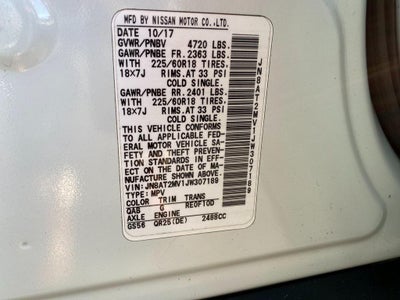 MFD BY NISSAN MOTOR CO.,LTD.
DATE 10/17
GVWR/PNBV 4720 LBS.
GAWR/PNBE FR. 2363 LBS.
WITH 225/60R18 TIRES.
18X7J RIMS.AT 33 PSI
COLD SINGLE.
GAWR/PNBE RR. 2401 LBS.
WITH 225/60R18 TIRES.
18X7J RIMS.AT 33 PSI
COLD SINGLE.
THIS VEHICLE CONFORMS
TO ALL APPLICABLE FED-
ERAL MOTOR VEHICLE SA-
FETY AND THEFT PREVEN-
TION STANDARDS IN EFF-
ECT ON THE DATE OF MA-
NUFACTURE SHOWN ABOVE.
VIN:JN8AT2MV1JW307189
TYPE:MPV
COLOR TRIM TRANS
QAB G RE0F10D
AXLE ENGINE
GS56 QR25(DE) 2488CC
JN8AT2MV1JW307189